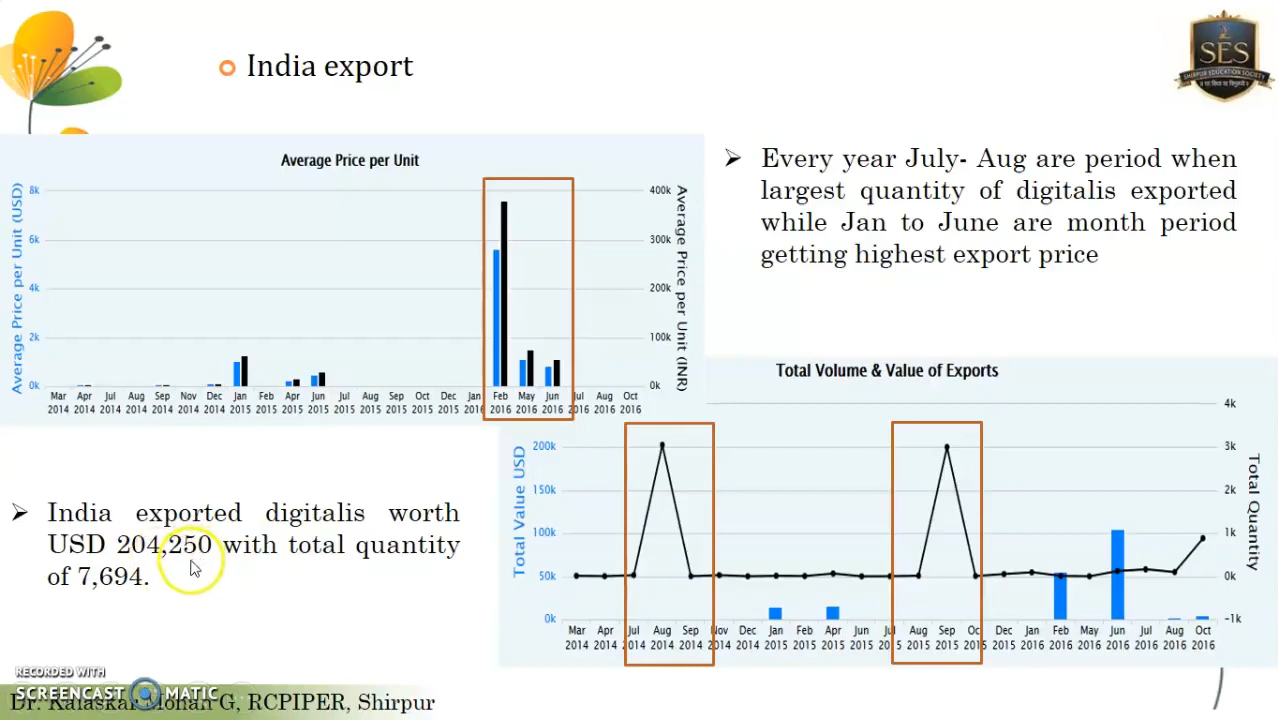 India export
SES
SHIRPUR EDUCATION SOCIETY
Average Price per Unit
Average Price per Unit (USD)
8k
6k
4k
2k
0k
400k
300k
200k
100k
0k
Average Price per Unit (INR)
Mar Apr Jul Aug Sep Nov Dec Jan Feb Apr Jun Jul Aug Oct Nov Dec Jan Feb May Jun Jul Aug Oct
2014 2014 2014 2014 2014 2014 2014 2015 2015 2015 2015 2015 2015 2015 2015 2015 2016 2016 2016 2016 2016 2016 2016
Every year July- Aug are period when
largest quantity of digitalis exported
while Jan to June are month period
getting highest export price
India exported digitalis worth
USD 204,250 with total quantity
of 7,694.
Total Volume & Value of Exports
Total Value USD
200k
150k
100k
50k
0k
4k
3k
2k
1k
0k
-1k
Total Quantity
Mar Apr Jul Aug Sep Nov Dec Jan Apr Jun Jul Aug Sep Oct Dec Jan Feb May Jun Jul Aug Oct
2014 2014 2014 2014 2014 2014 2014 2015 2015 2015 2015 2015 2015 2015 2015 2016 2016 2016 2016 2016 2016 2016
RECORDED WITH
SCREENCAST MATIC
Dr. Kalaskar Mohan G, RCPIPER, Shirpur